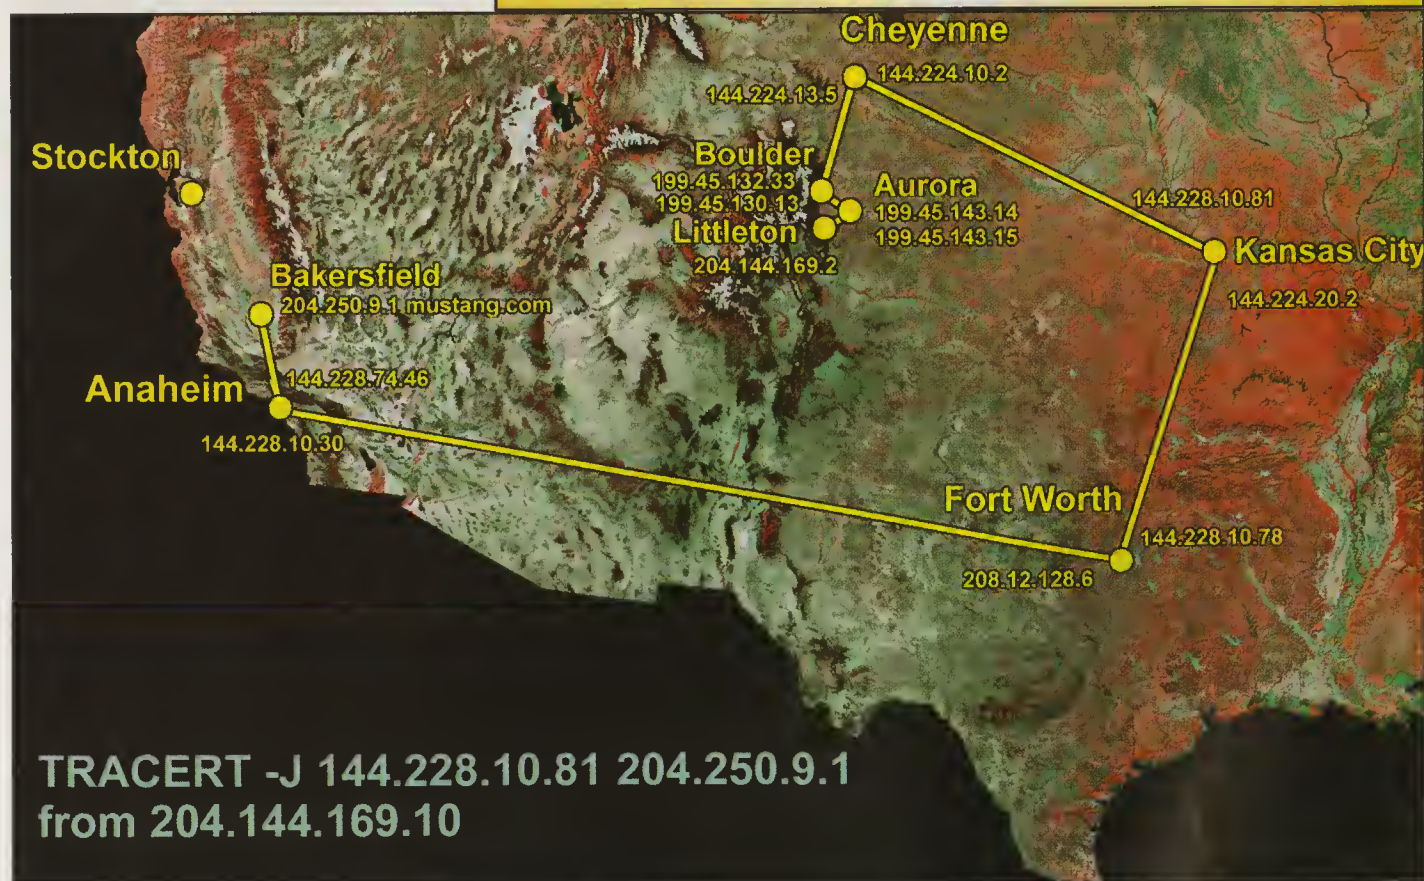 Cheyenne
144.224.10.2
144.224.13.5
Stockton
Boulder
199.45.132.33
199.45.130.13
Aurora
199.45.143.14
199.45.143.15
Littleton
204.144.169.2
144.228.10.81
Kansas City
144.224.20.2
Bakersfield
204.250.9.1 mustang.com
Anaheim
144.228.74.46
144.228.10.30
Fort Worth
144.228.10.78
208.12.128.6
TRACERT -J 144.228.10.81 204.250.9.1
from 204.144.169.10